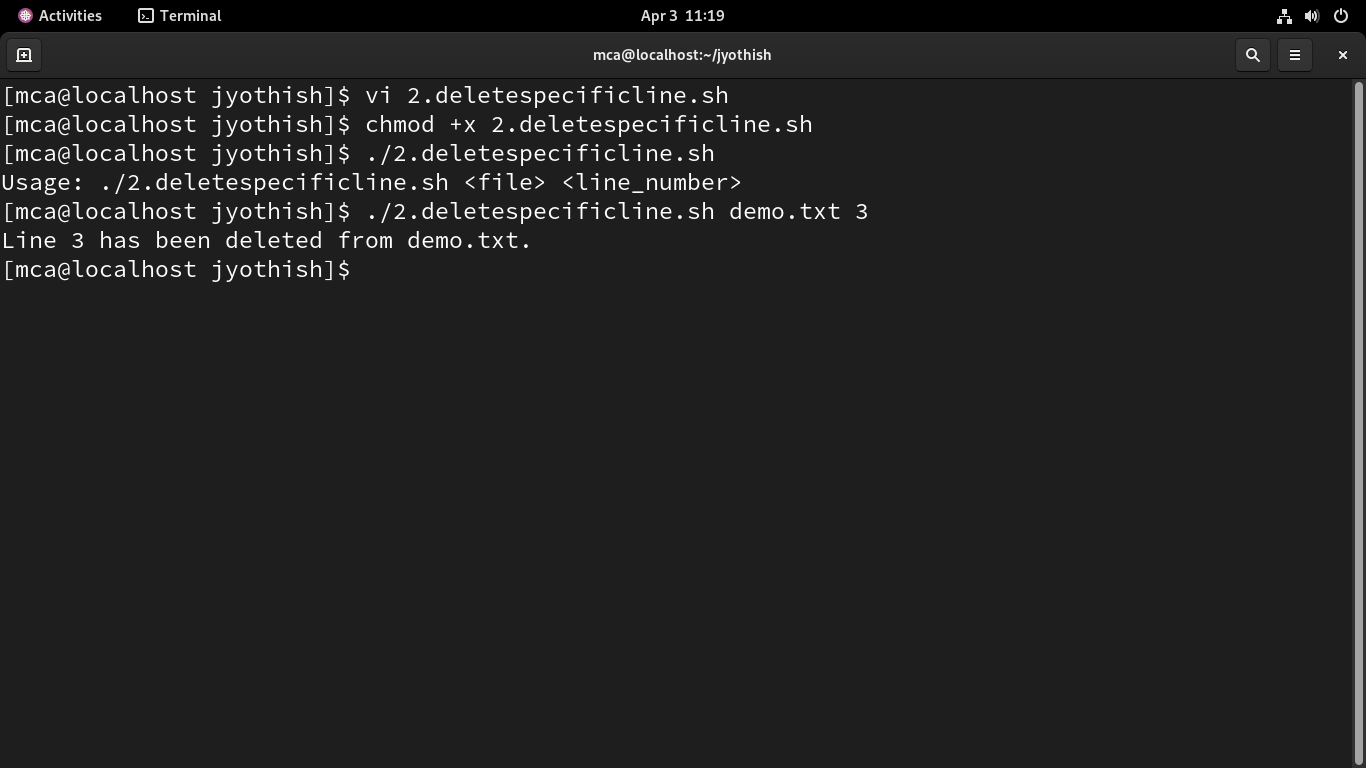 Activities Terminal Apr 3 11:19
mca@localhost:~/jyothish
[mca@localhost jyothish]$ vi 2.deletespecificline.sh
[mca@localhost jyothish]$ chmod +x 2.deletespecificline.sh
[mca@localhost jyothish]$ ./2.deletespecificline.sh
Usage: ./2.deletespecificline.sh <file> <line_number>
[mca@localhost jyothish]$ ./2.deletespecificline.sh demo.txt 3
Line 3 has been deleted from demo.txt.
[mca@localhost jyothish]$